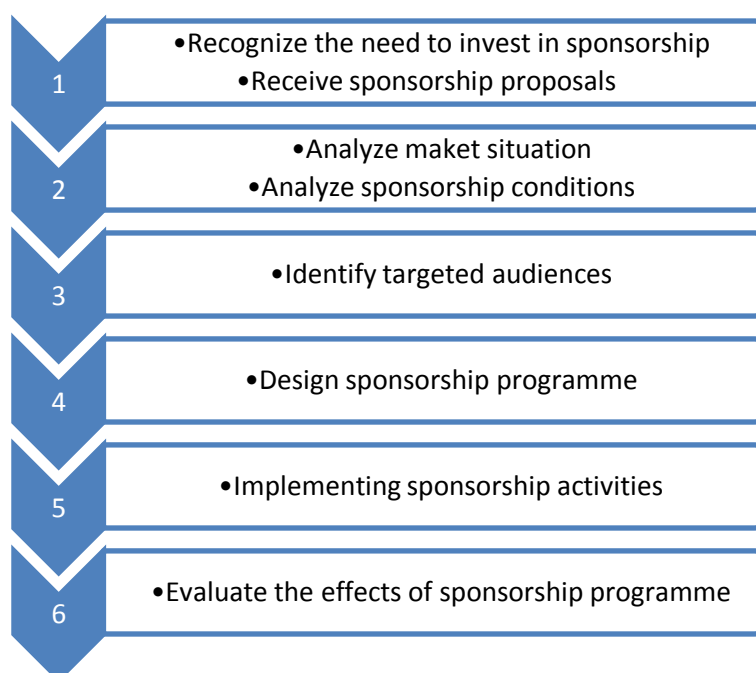 1
•Recognize the need to invest in sponsorship
•Receive sponsorship proposals
2
•Analyze maket situation
•Analyze sponsorship conditions
3
•Identify targeted audiences
4
•Design sponsorship programme
5
•Implementing sponsorship activities
6
•Evaluate the effects of sponsorship programme